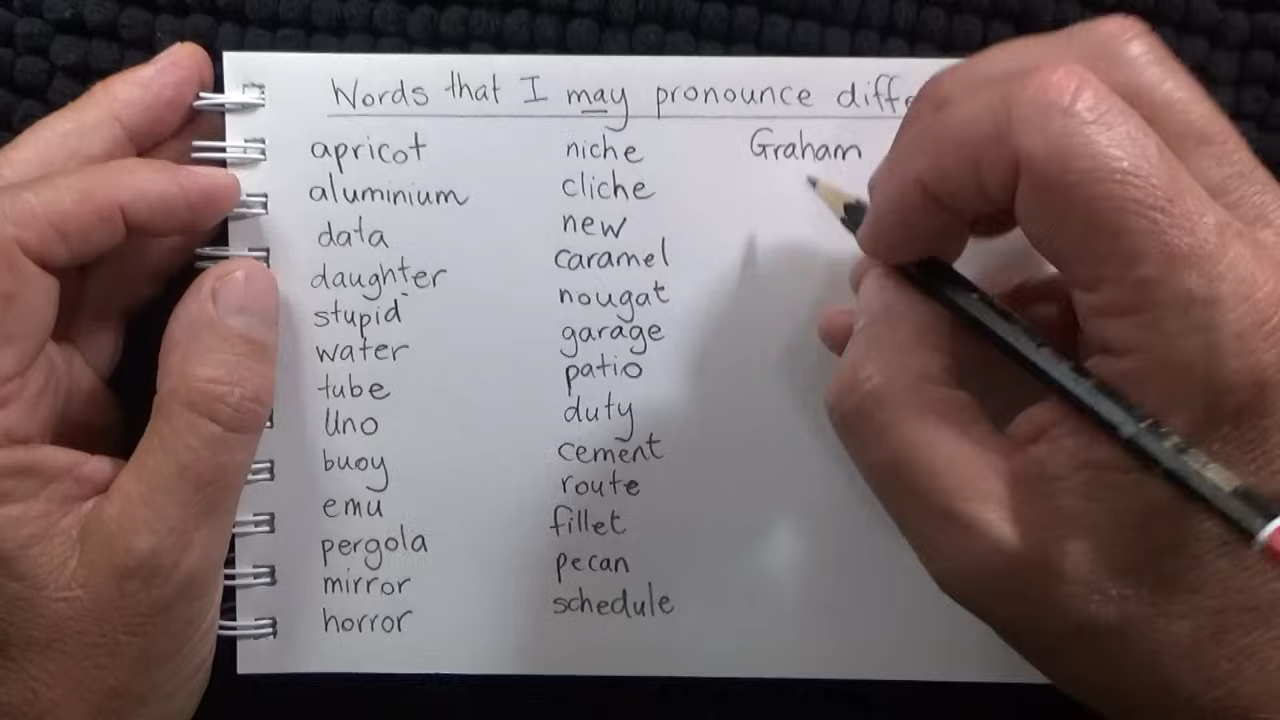 Words that I may pronounce diffe
apricot
aluminium
data
daughter
stupid
water
tube
Uno
buoy
emu
pergola
mirror
horror
niche
cliche
new
caramel
nougat
garage
patio
duty
cement
route
fillet
pecan
schedule
Graham